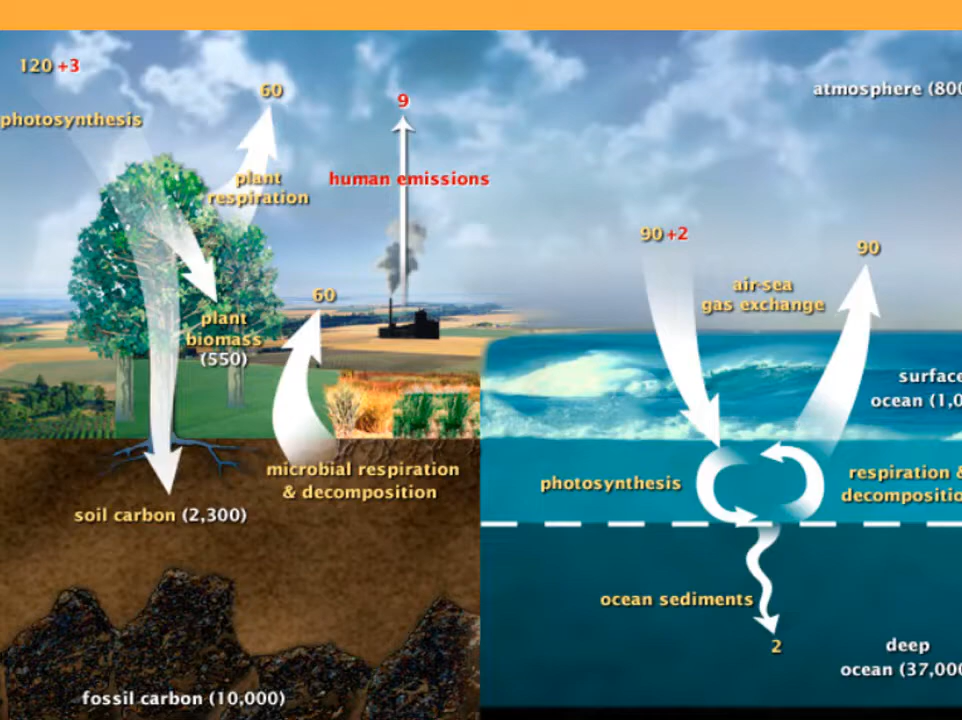 120 +3
photosynthesis
60
plant
respiration
9
human emissions
atmosphere (800
90 +2
90
air-sea
gas exchange
60
plant
biomass
(550)
surface
ocean (1,0
microbial respiration
& decomposition
soil carbon (2,300)
photosynthesis
respiration &
decomposition
ocean sediments
2
deep
ocean (37,000
fossil carbon (10,000)